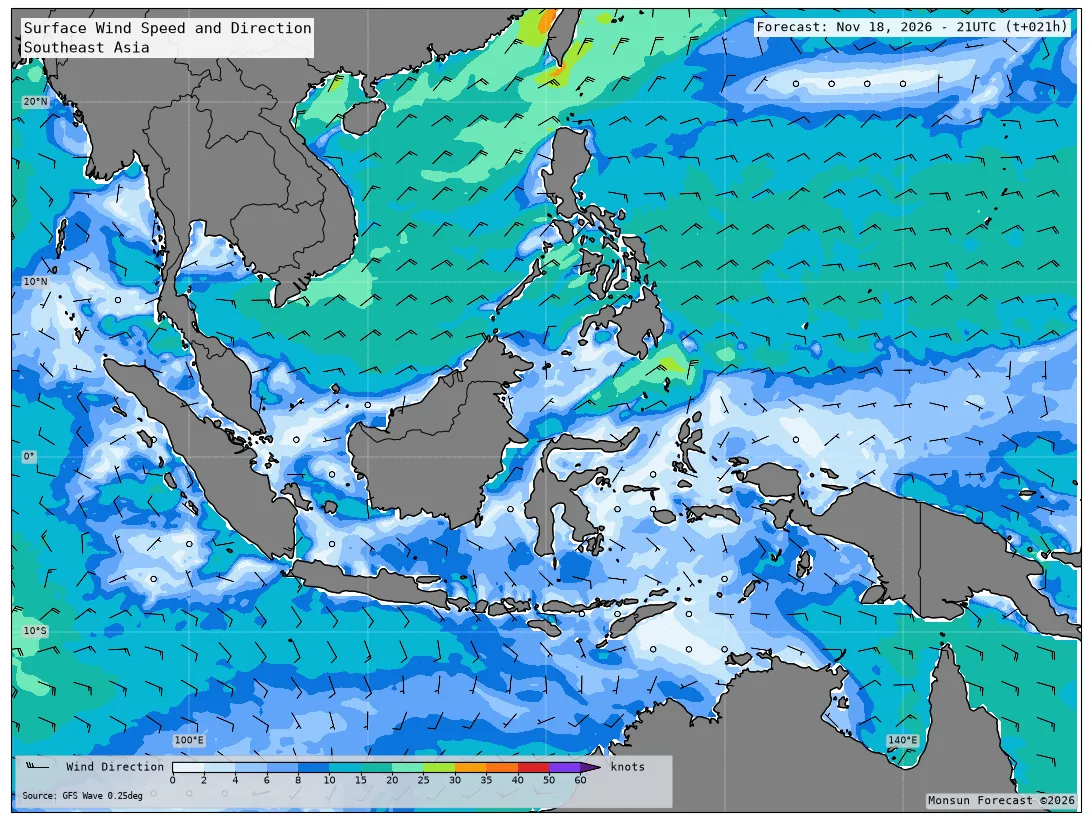 Surface Wind Speed and Direction
Southeast Asia
Forecast: Nov 18, 2026 - 21UTC (t+021h)
20°N
10°N
0°
10°S
100°E
140°E
Wind Direction
0 2 4 6 8 10 15 20 25 30 35 40 50 60
knots
Source: GFS Wave 0.25deg
Monsun Forecast ©2026